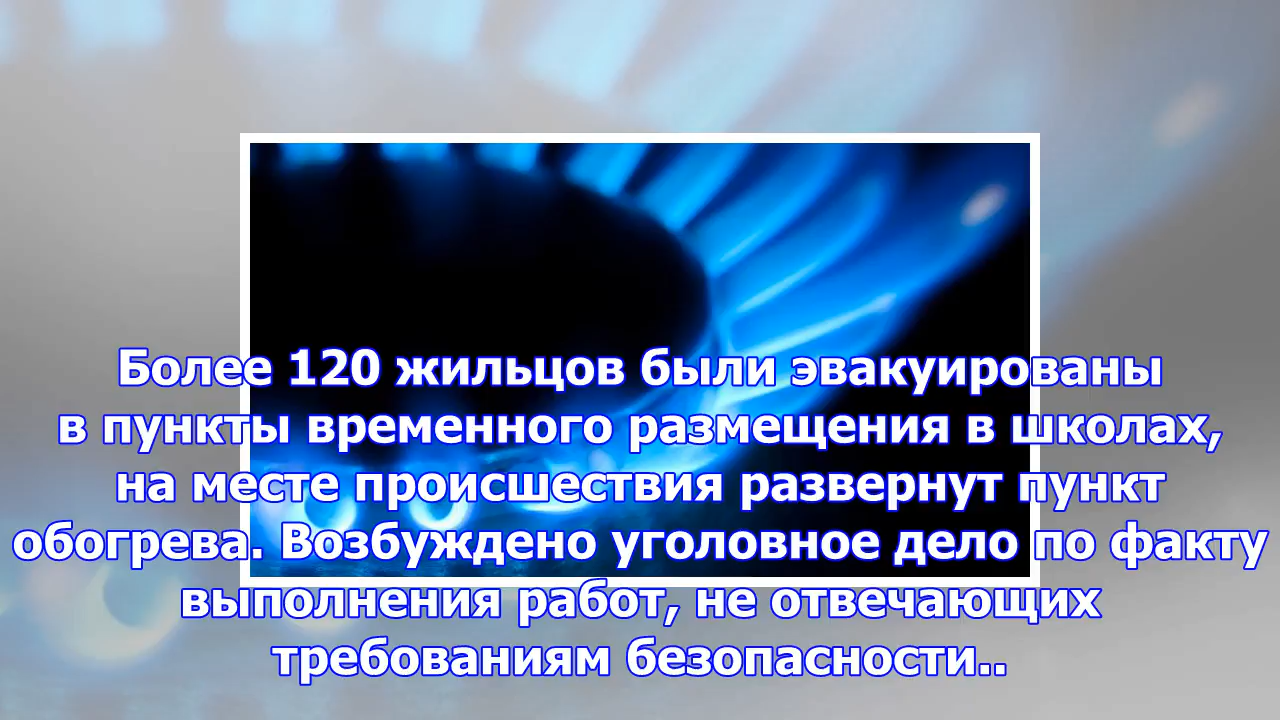 Более 120 жильцов были эвакуированы
в пункты временного размещения в школах,
на месте происшествия развернут пункт
обогрева. Возбуждено уголовное дело по факту
выполнения работ, не отвечающих
требованиям безопасности..